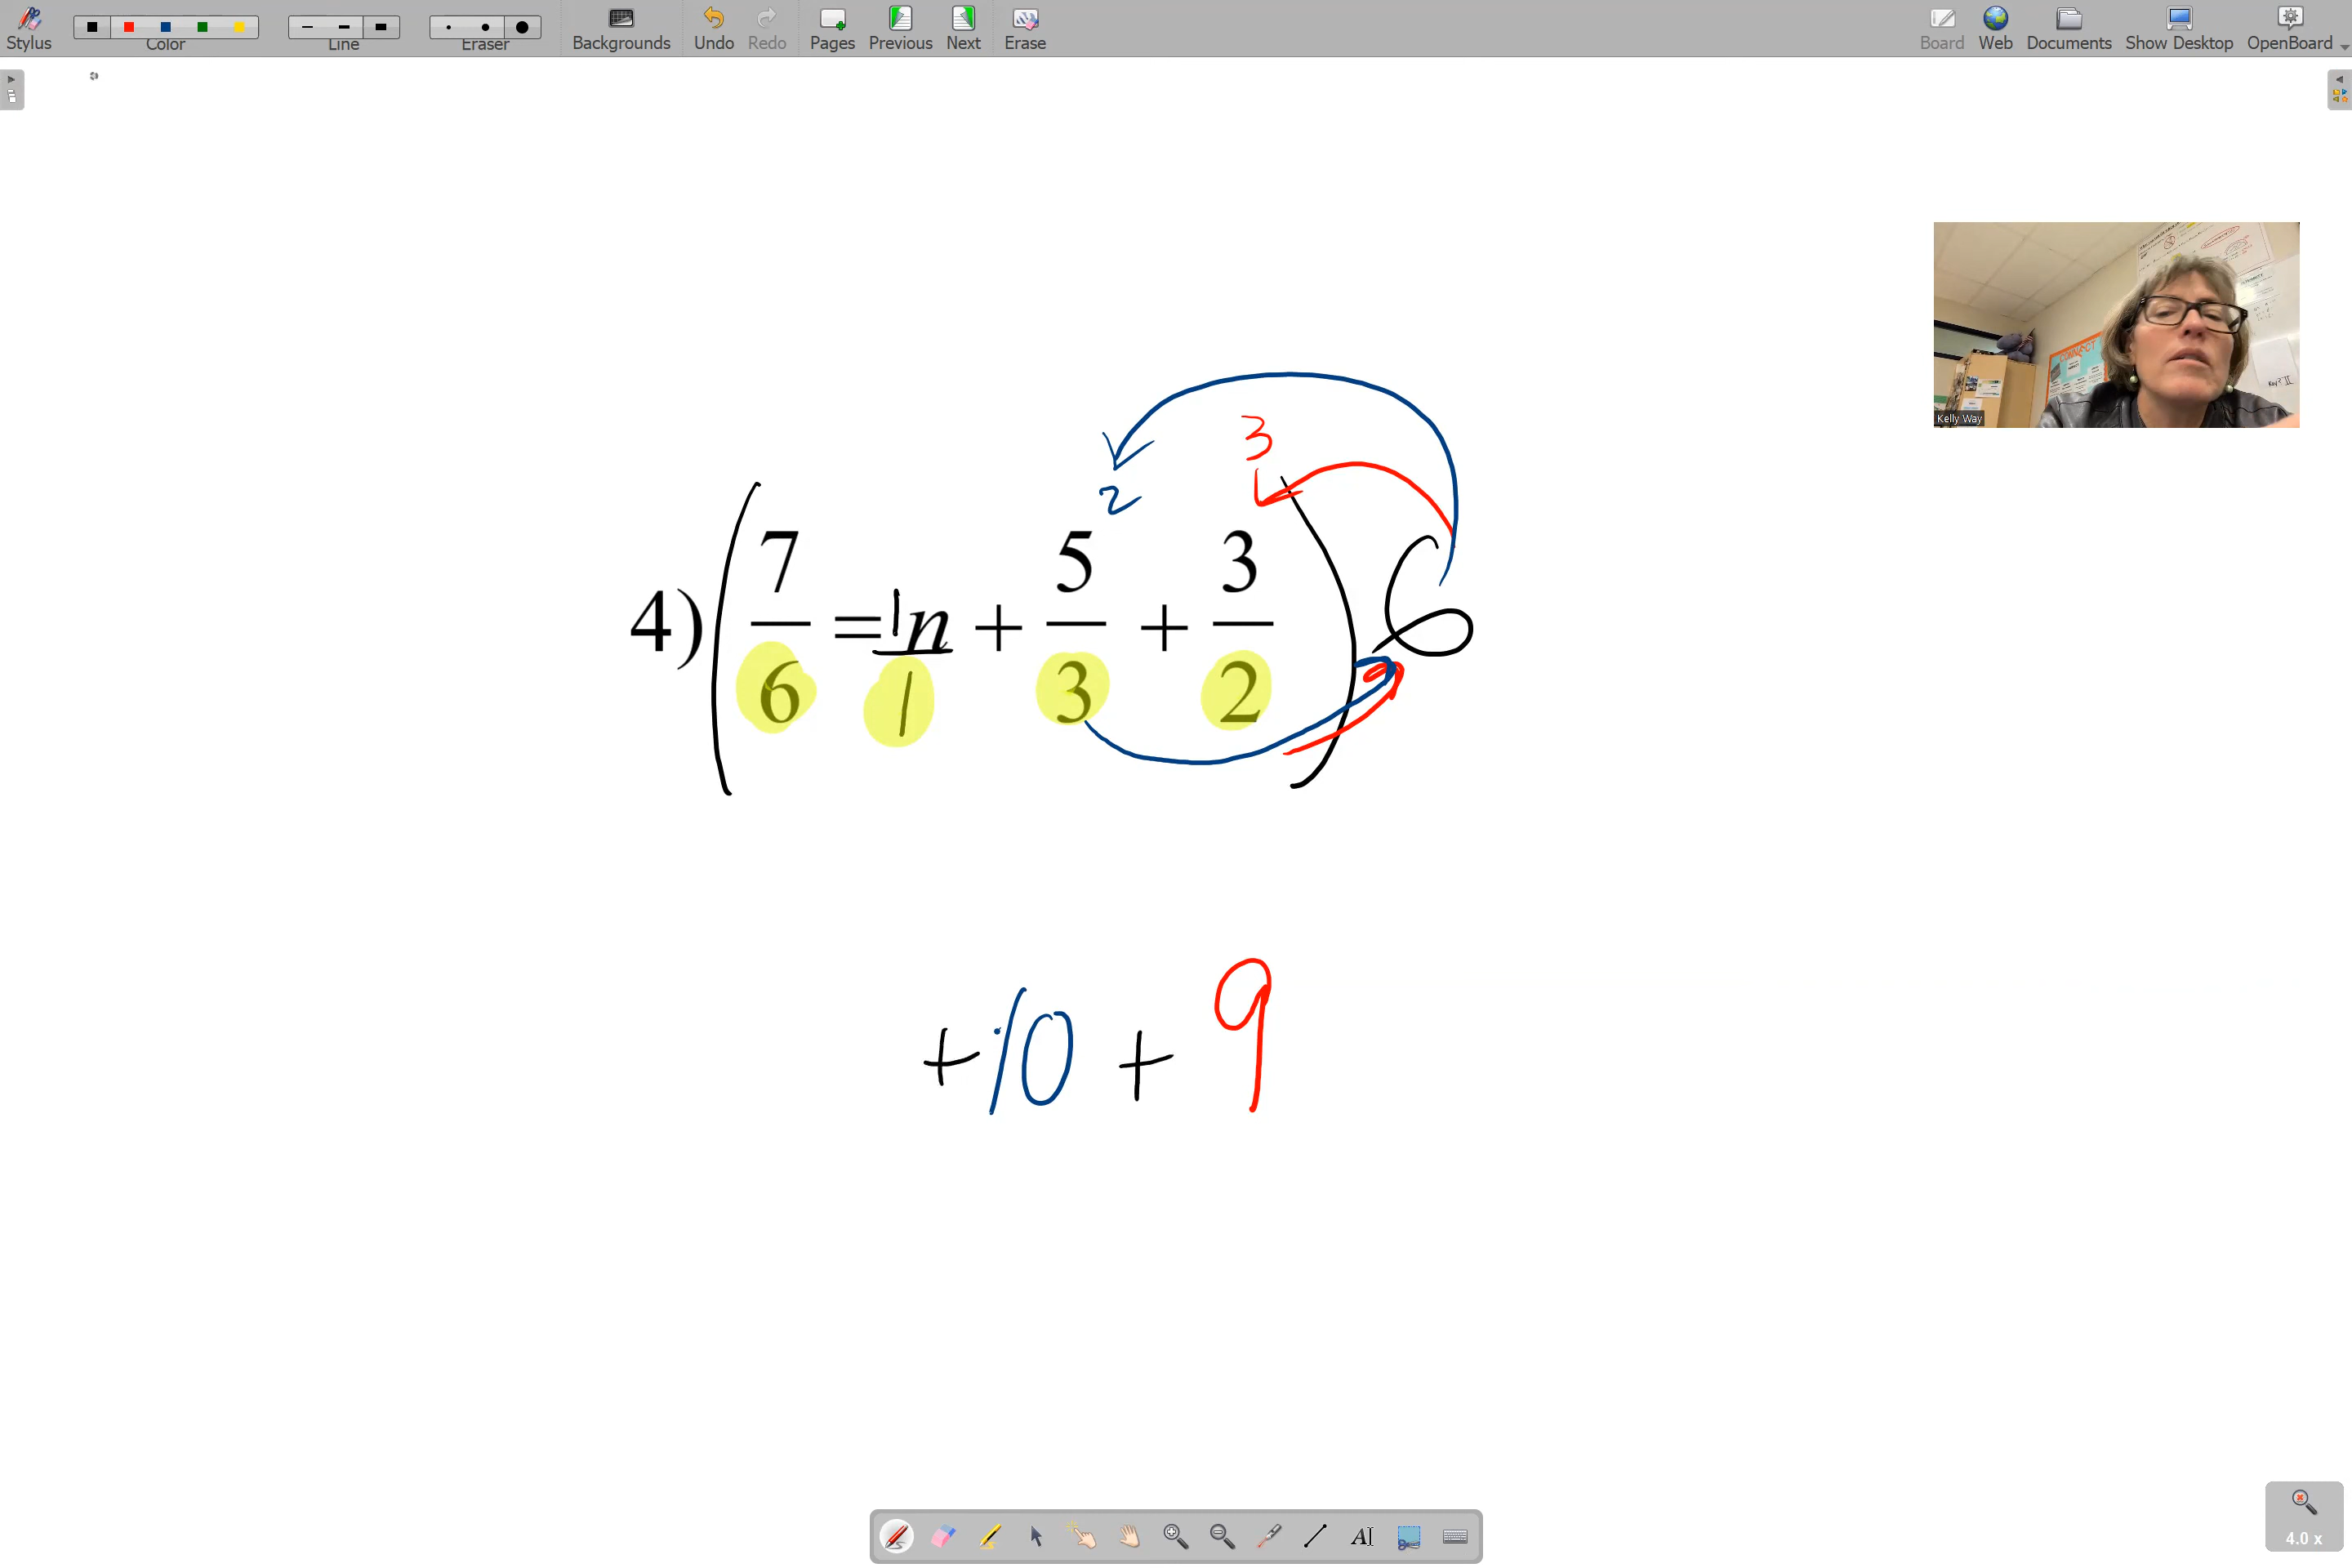 Stylus Color Line Eraser Backgrounds Undo Redo Pages Previous Next Erase Board Web Documents Show Desktop OpenBoard
3
2
4) ( 7/6 = 1n/1 + 5/3 + 3/2 ) 6
Kelly Way
+ 10 + 9
4.0 x